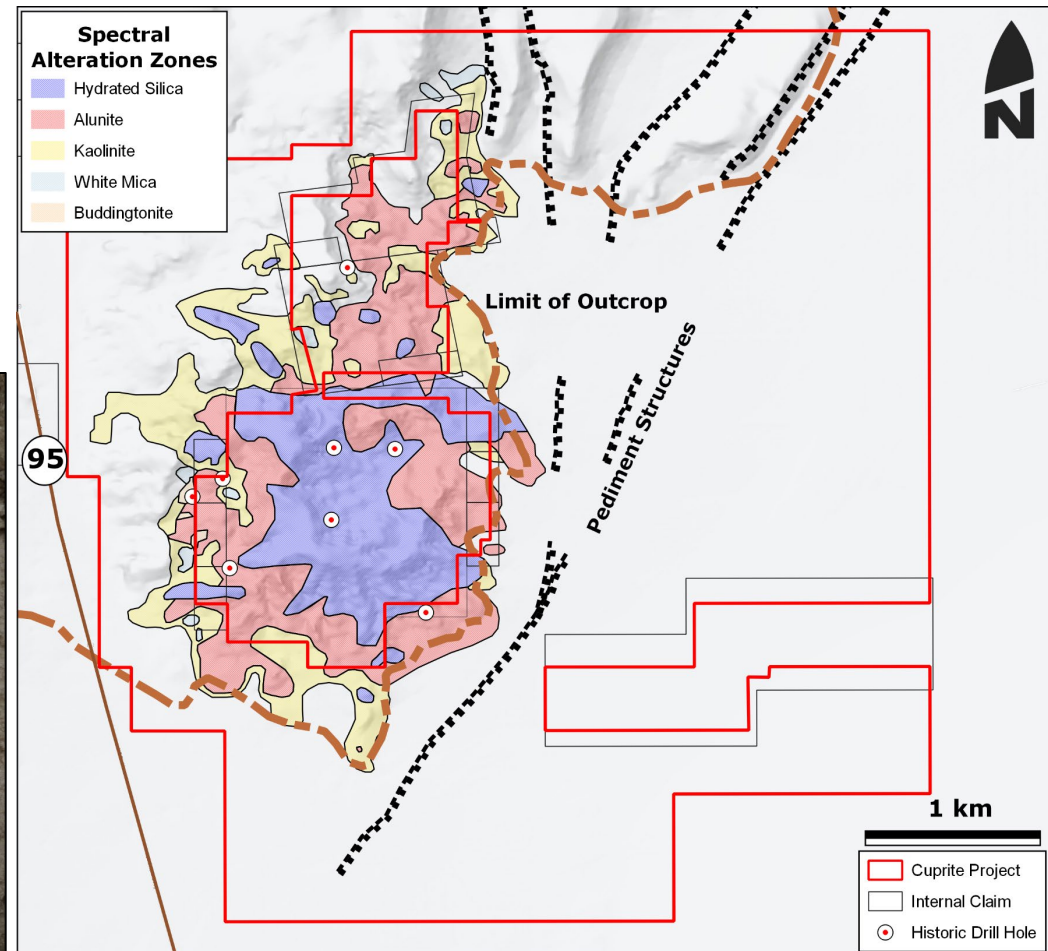 Spectral
Alteration Zones
Hydrated Silica
Alunite
Kaolinite
White Mica
Buddingtonite
N
Limit of Outcrop
Pediment Structures
95
1 km
Cuprite Project
Internal Claim
Historic Drill Hole